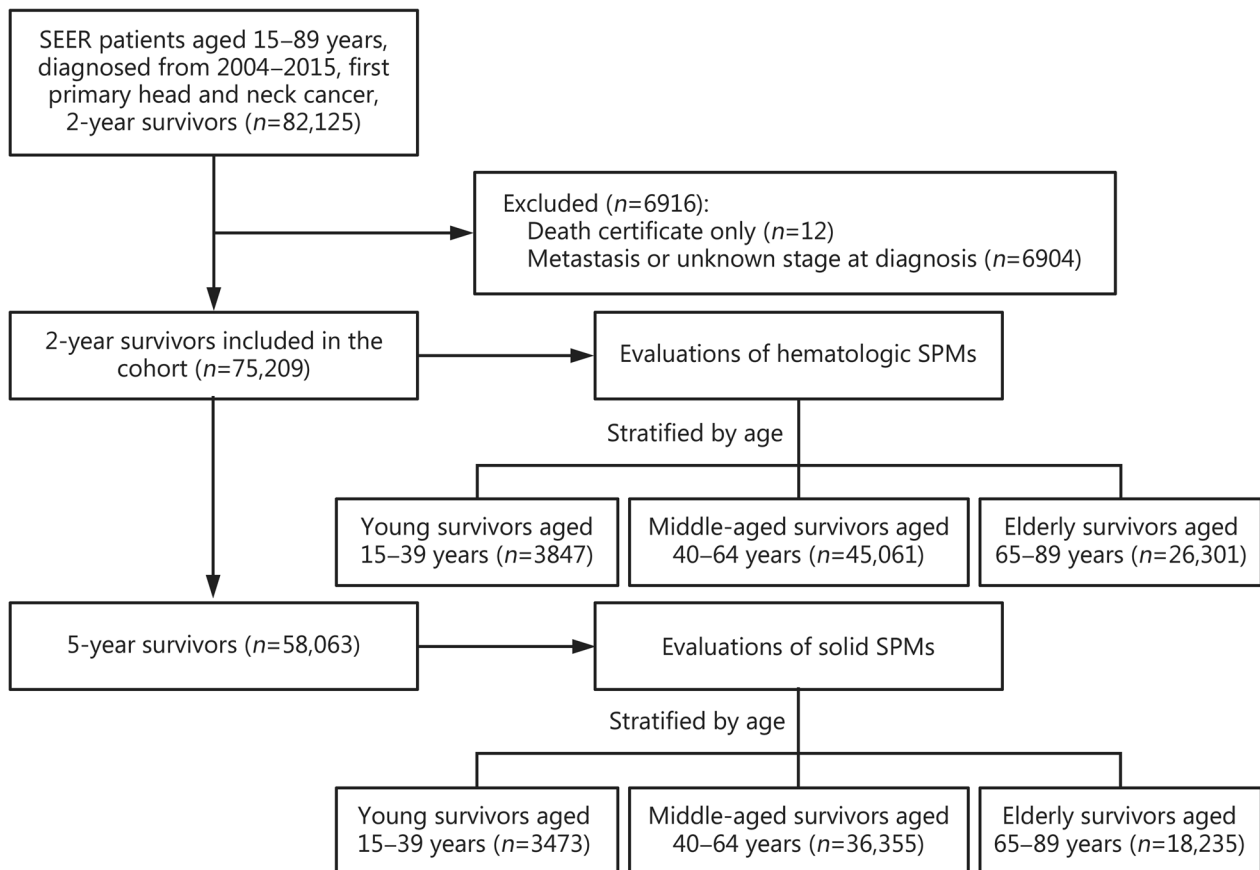 SEER patients aged 15–89 years,
diagnosed from 2004–2015, first
primary head and neck cancer,
2-year survivors (n=82,125)
Excluded (n=6916):
Death certificate only (n=12)
Metastasis or unknown stage at diagnosis (n=6904)
2-year survivors included in the
cohort (n=75,209)
Evaluations of hematologic SPMs
Stratified by age
Young survivors aged
15–39 years (n=3847)
Middle-aged survivors aged
40–64 years (n=45,061)
Elderly survivors aged
65–89 years (n=26,301)
5-year survivors (n=58,063)
Evaluations of solid SPMs
Stratified by age
Young survivors aged
15–39 years (n=3473)
Middle-aged survivors aged
40–64 years (n=36,355)
Elderly survivors aged
65–89 years (n=18,235)